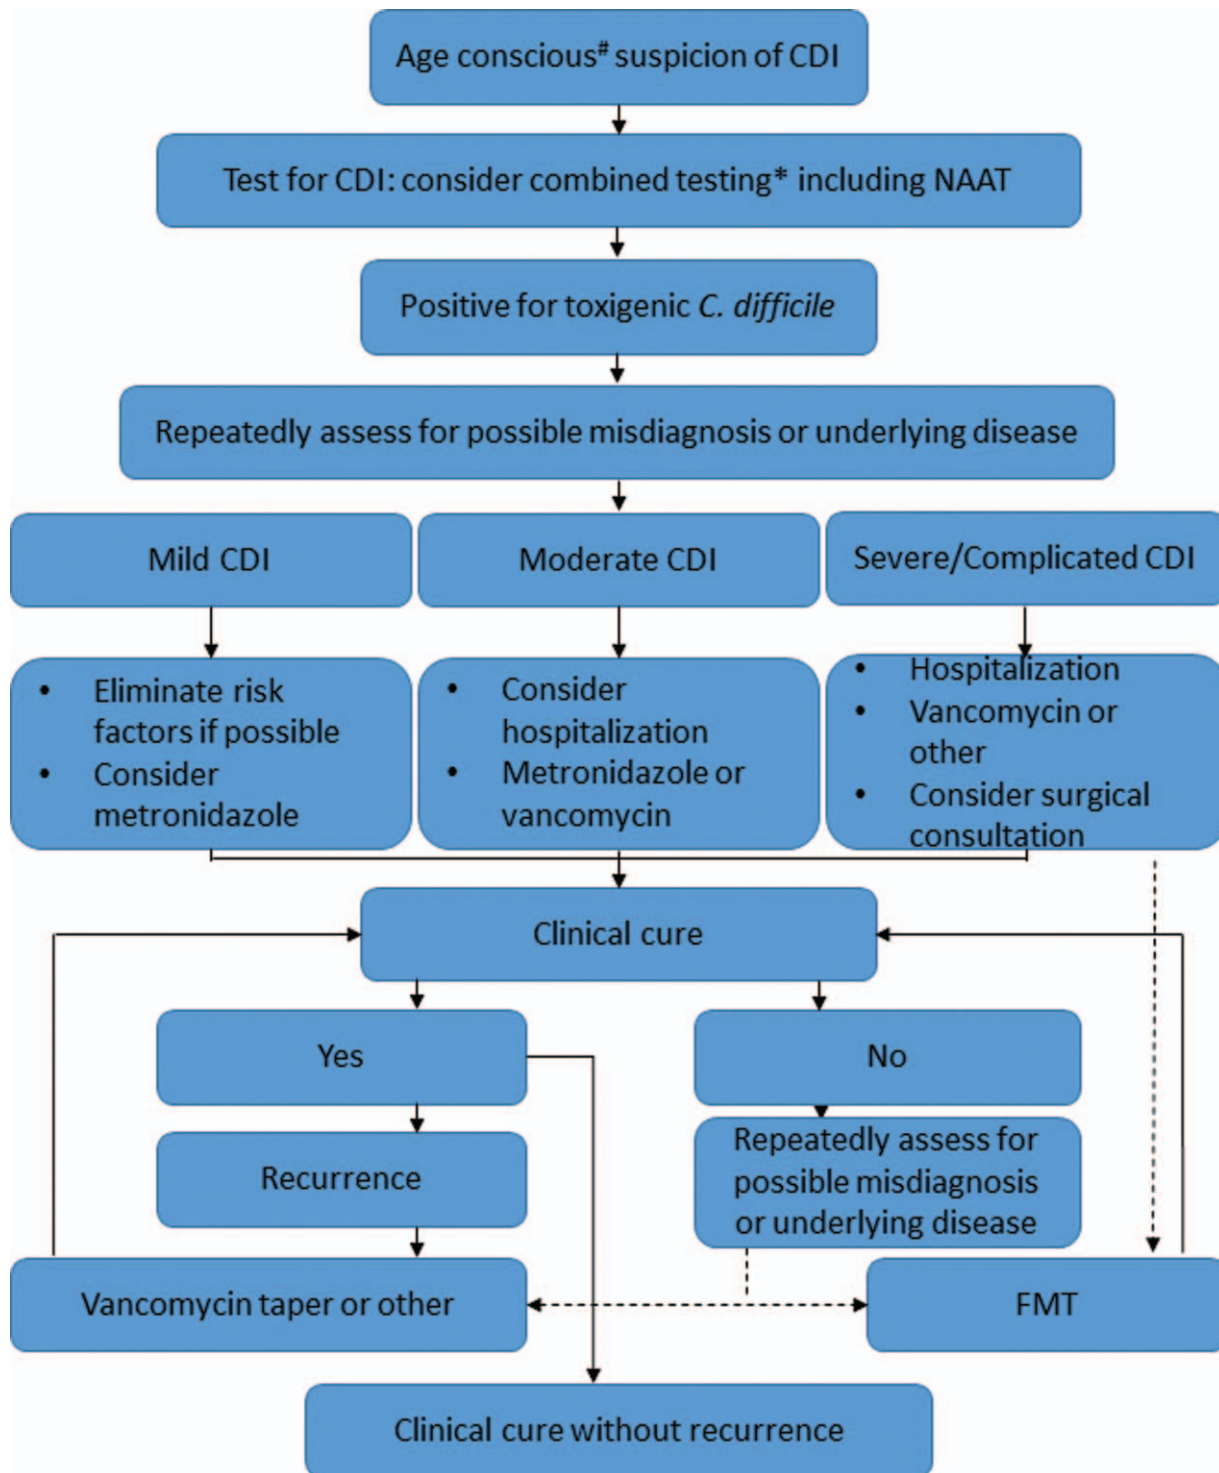 Age conscious# suspicion of CDI
Test for CDI: consider combined testing* including NAAT
Positive for toxigenic C. difficile
Repeatedly assess for possible misdiagnosis or underlying disease
Mild CDI
Moderate CDI
Severe/Complicated CDI
• Eliminate risk
factors if possible
• Consider
metronidazole
• Consider
hospitalization
• Metronidazole or
vancomycin
• Hospitalization
• Vancomycin or
other
• Consider surgical
consultation
Clinical cure
Yes
No
Recurrence
Repeatedly assess for
possible misdiagnosis
or underlying disease
Vancomycin taper or other
FMT
Clinical cure without recurrence